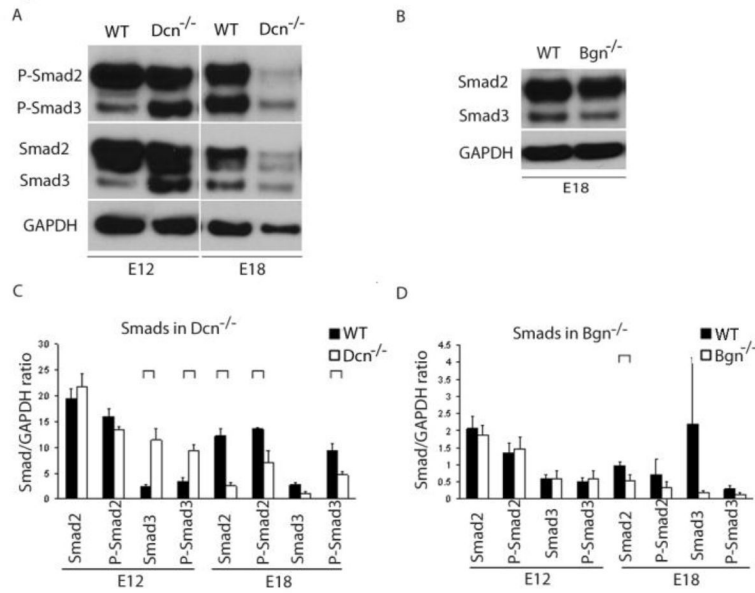 A
WT Dcn-/- WT Dcn-/-
P-Smad2
P-Smad3
Smad2
Smad3
GAPDH
E12 E18
B
WT Bgn-/-
Smad2
Smad3
GAPDH
E18
C
Smads in Dcn-/-
WT
Dcn-/-
Smad/GAPDH ratio
30
25
20
15
10
5
0
Smad2 P-Smad2 Smad3 P-Smad3 Smad2 P-Smad2 Smad3 P-Smad3
E12 E18
D
Smads in Bgn-/-
WT
Bgn-/-
Smad/GAPDH ratio
4.5
4
3.5
3
2.5
2
1.5
1
0.5
0
Smad2 P-Smad2 Smad3 P-Smad3 Smad2 P-Smad2 Smad3 P-Smad3
E12 E18